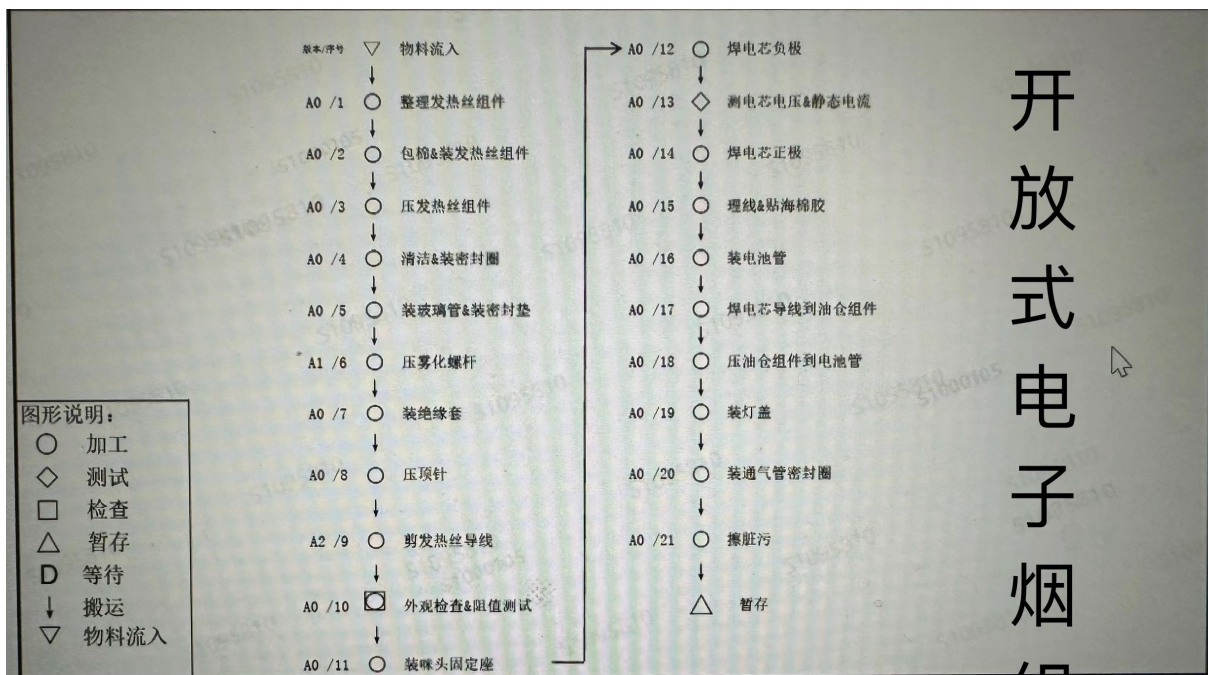 版本/序号 物料流入
A0 /1 整理发热丝组件
A0 /2 包棉&装发热丝组件
A0 /3 压发热丝组件
A0 /4 清洁&装密封圈
A0 /5 装玻璃管&装密封垫
A1 /6 压雾化螺杆
A0 /7 装绝缘套
A0 /8 压顶针
A2 /9 剪发热丝导线
A0 /10 外观检查&阻值测试
A0 /11 装咪头固定座
A0 /12 焊电芯负极
A0 /13 测电芯电压&静态电流
A0 /14 焊电芯正极
A0 /15 理线&贴海棉胶
A0 /16 装电池管
A0 /17 焊电芯导线到油仓组件
A0 /18 压油仓组件到电池管
A0 /19 装灯盖
A0 /20 装通气管密封圈
A0 /21 擦脏污
暂存
图形说明:
加工
测试
检查
暂存
D 等待
搬运
物料流入
开放式电子烟